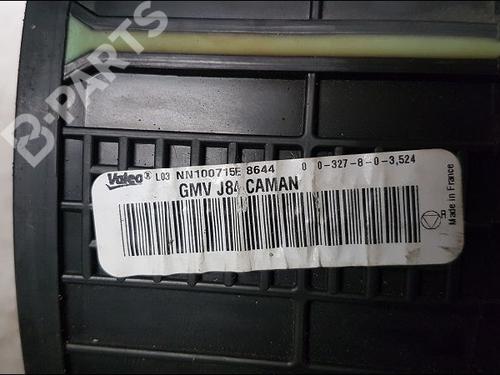 B-PARTS
Valeo® L03 NN100715E 8644 0 0-327-8-0-3,524
GMV J84 CAMAN
R
Made in France